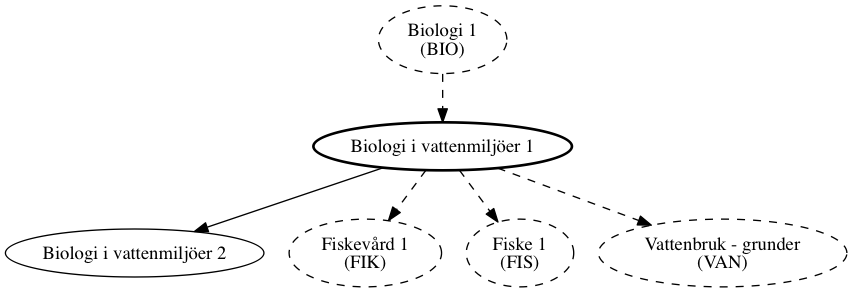 Biologi 1
(BIO)
Biologi i vattenmiljöer 1
Biologi i vattenmiljöer 2
Fiskevård 1
(FIK)
Fiske 1
(FIS)
Vattenbruk - grunder
(VAN)